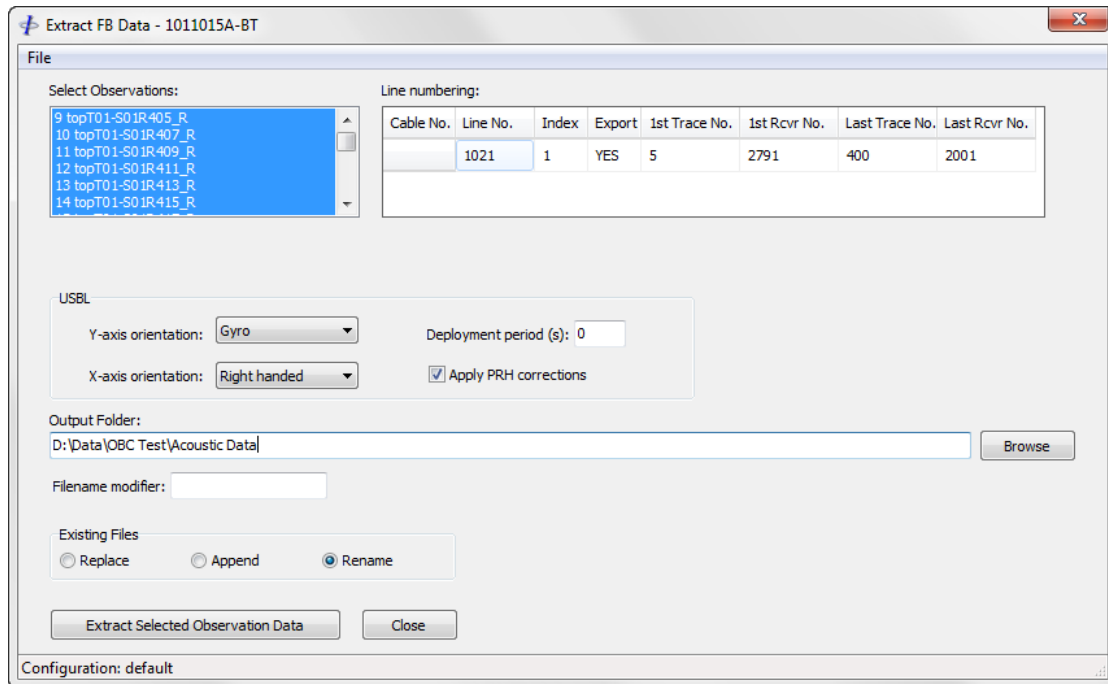 Extract FB Data - 1011015A-BT
File
Select Observations:
9 topT01-S01R405_R
10 topT01-S01R407_R
11 topT01-S01R409_R
12 topT01-S01R411_R
13 topT01-S01R413_R
14 topT01-S01R415_R
Line numbering:
Cable No. Line No. Index Export 1st Trace No. 1st Rcvr No. Last Trace No. Last Rcvr No.
1021 1 YES 5 2791 400 2001
USBL
Y-axis orientation: Gyro Deployment period (s): 0
X-axis orientation: Right handed Apply PRH corrections
Output Folder:
D:\Data\OBC Test\Acoustic Data Browse
Filename modifier:
Existing Files
Replace Append Rename
Extract Selected Observation Data Close
Configuration: default